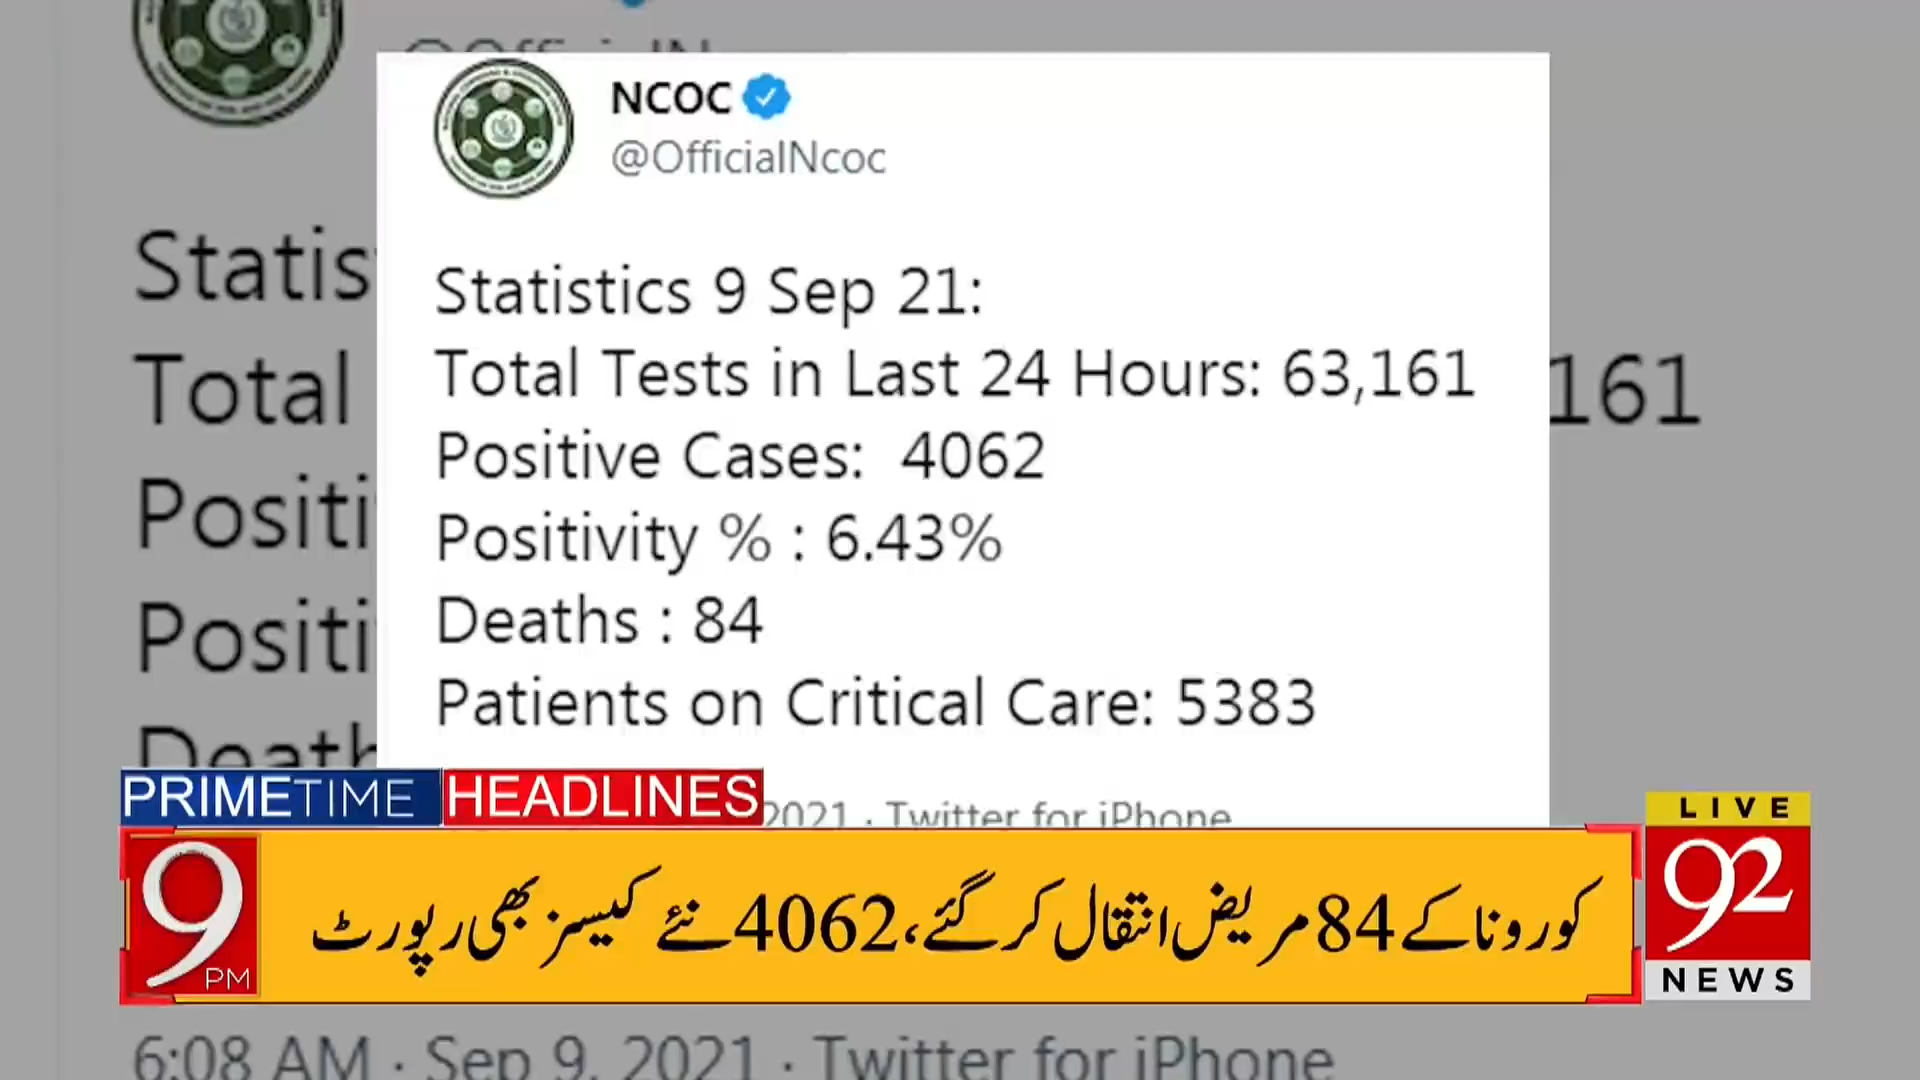 @OfficialN
NCOC
@OfficialNcoc
Statis
Statistics 9 Sep 21:
Total
Total Tests in Last 24 Hours: 63,161
161
Positi
Positive Cases: 4062
Positivity % : 6.43%
Positi
Deaths : 84
Patients on Critical Care: 5383
Death
PRIMETIME HEADLINES
2021 · Twitter for iPhone
9 PM
کورونا کے 84 مریض انتقال کر گئے، 4062 نئے کیسز بھی رپورٹ
LIVE
92
NEWS
6:08 AM · Sep 9, 2021 · Twitter for iPhone